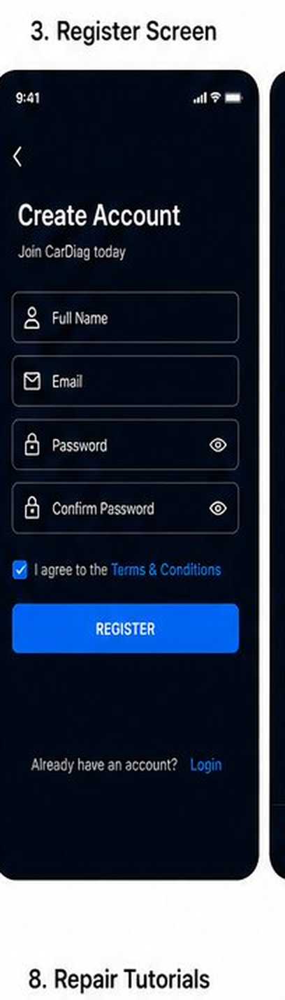 3. Register Screen
9:41
Create Account
Join CarDiag today
Full Name
Email
Password
Confirm Password
I agree to the Terms & Conditions
REGISTER
Already have an account? Login
8. Repair Tutorials